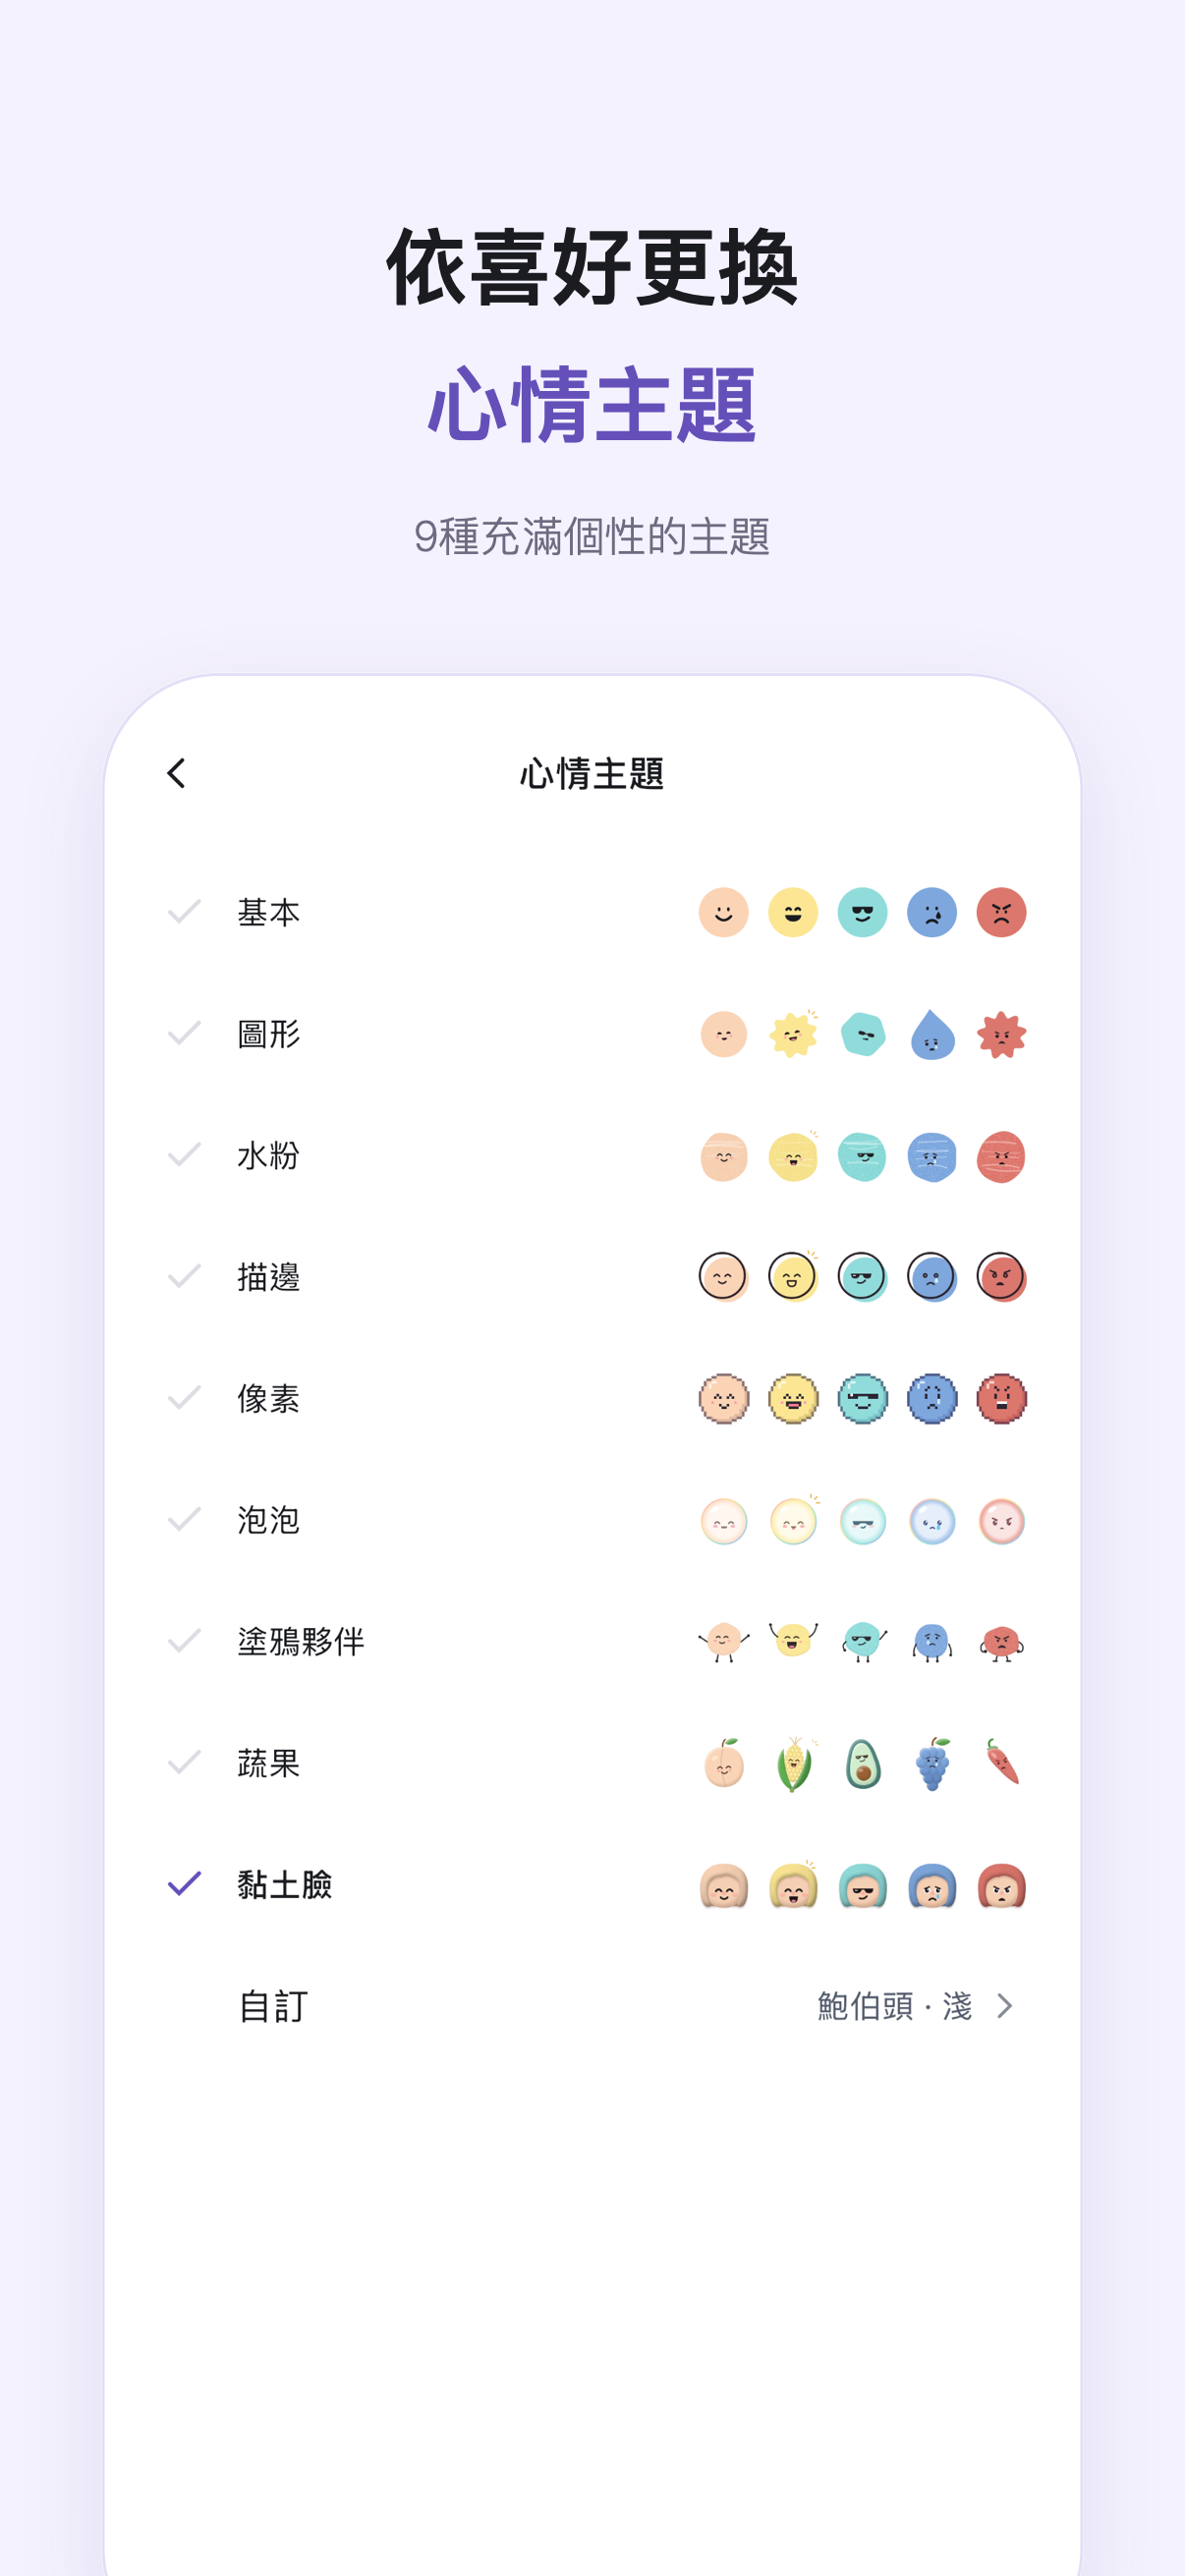 依喜好更換
心情主題
9種充滿個性的主題
心情主題
基本
圖形
水粉
描邊
像素
泡泡
塗鴉夥伴
蔬果
黏土臉
自訂 鮑伯頭 · 淺